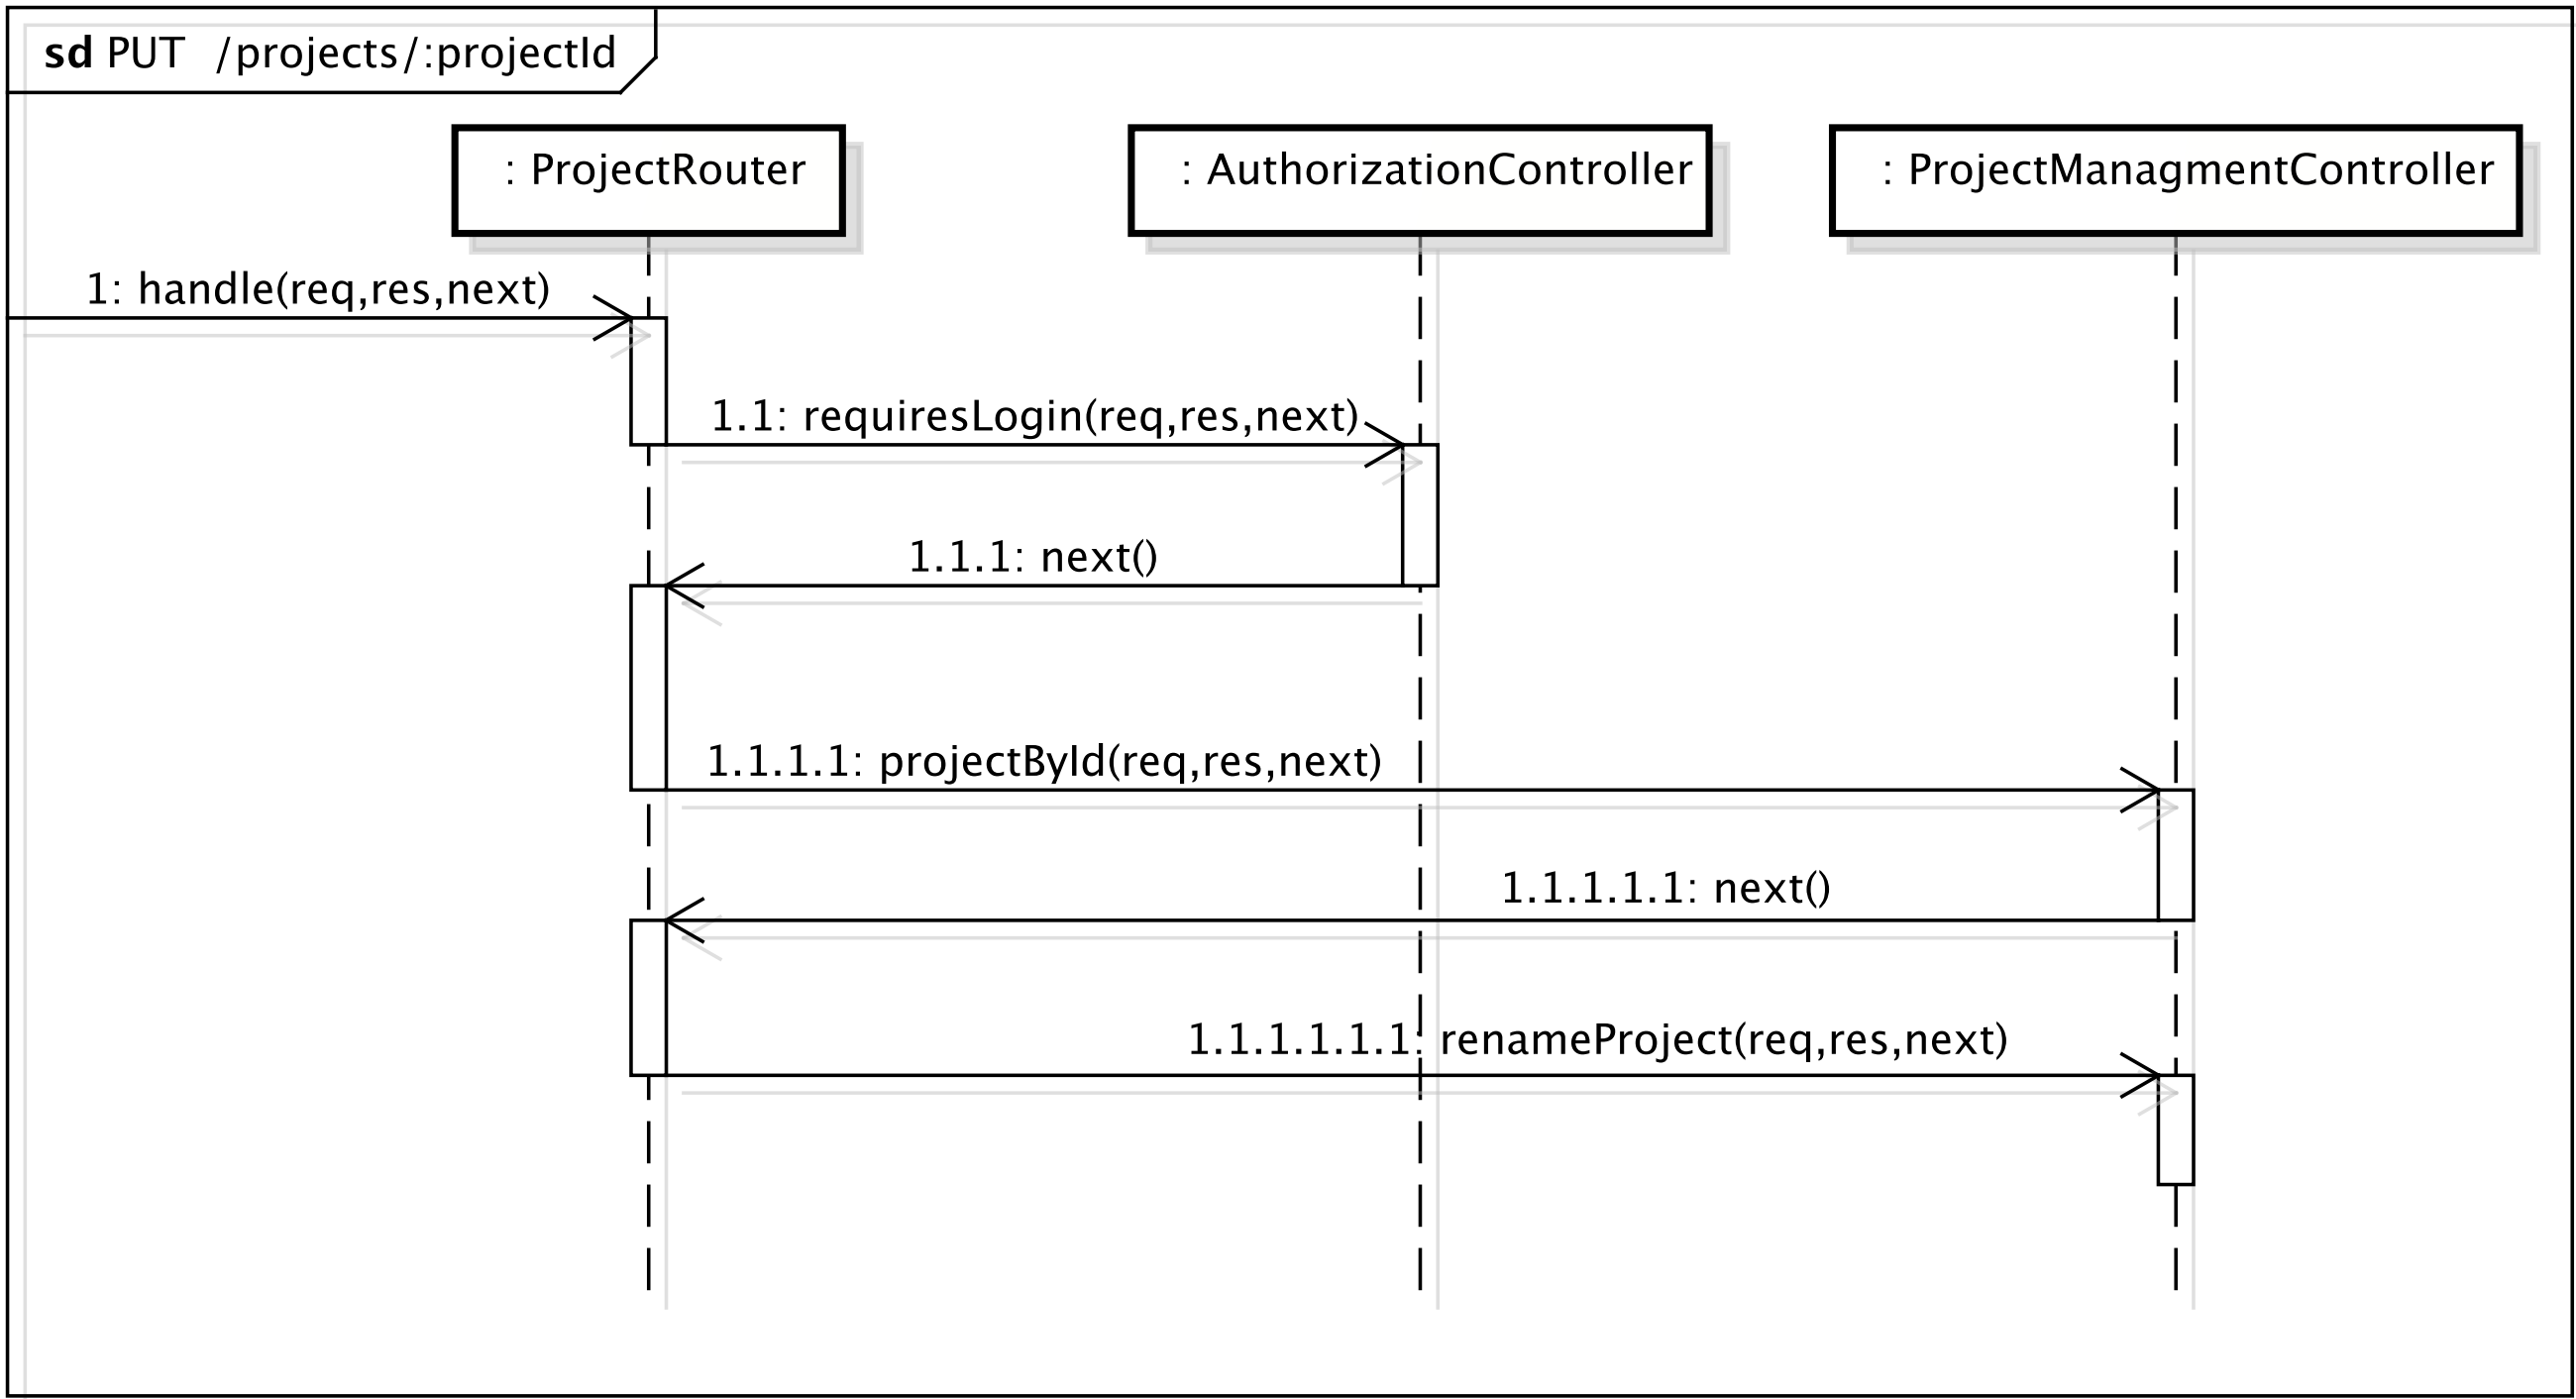 sd PUT /projects/:projectId
: ProjectRouter
: AuthorizationController
: ProjectManagmentController
1: handle(req,res,next)
1.1: requiresLogin(req,res,next)
1.1.1: next()
1.1.1.1: projectById(req,res,next)
1.1.1.1.1: next()
1.1.1.1.1.1: renameProject(req,res,next)